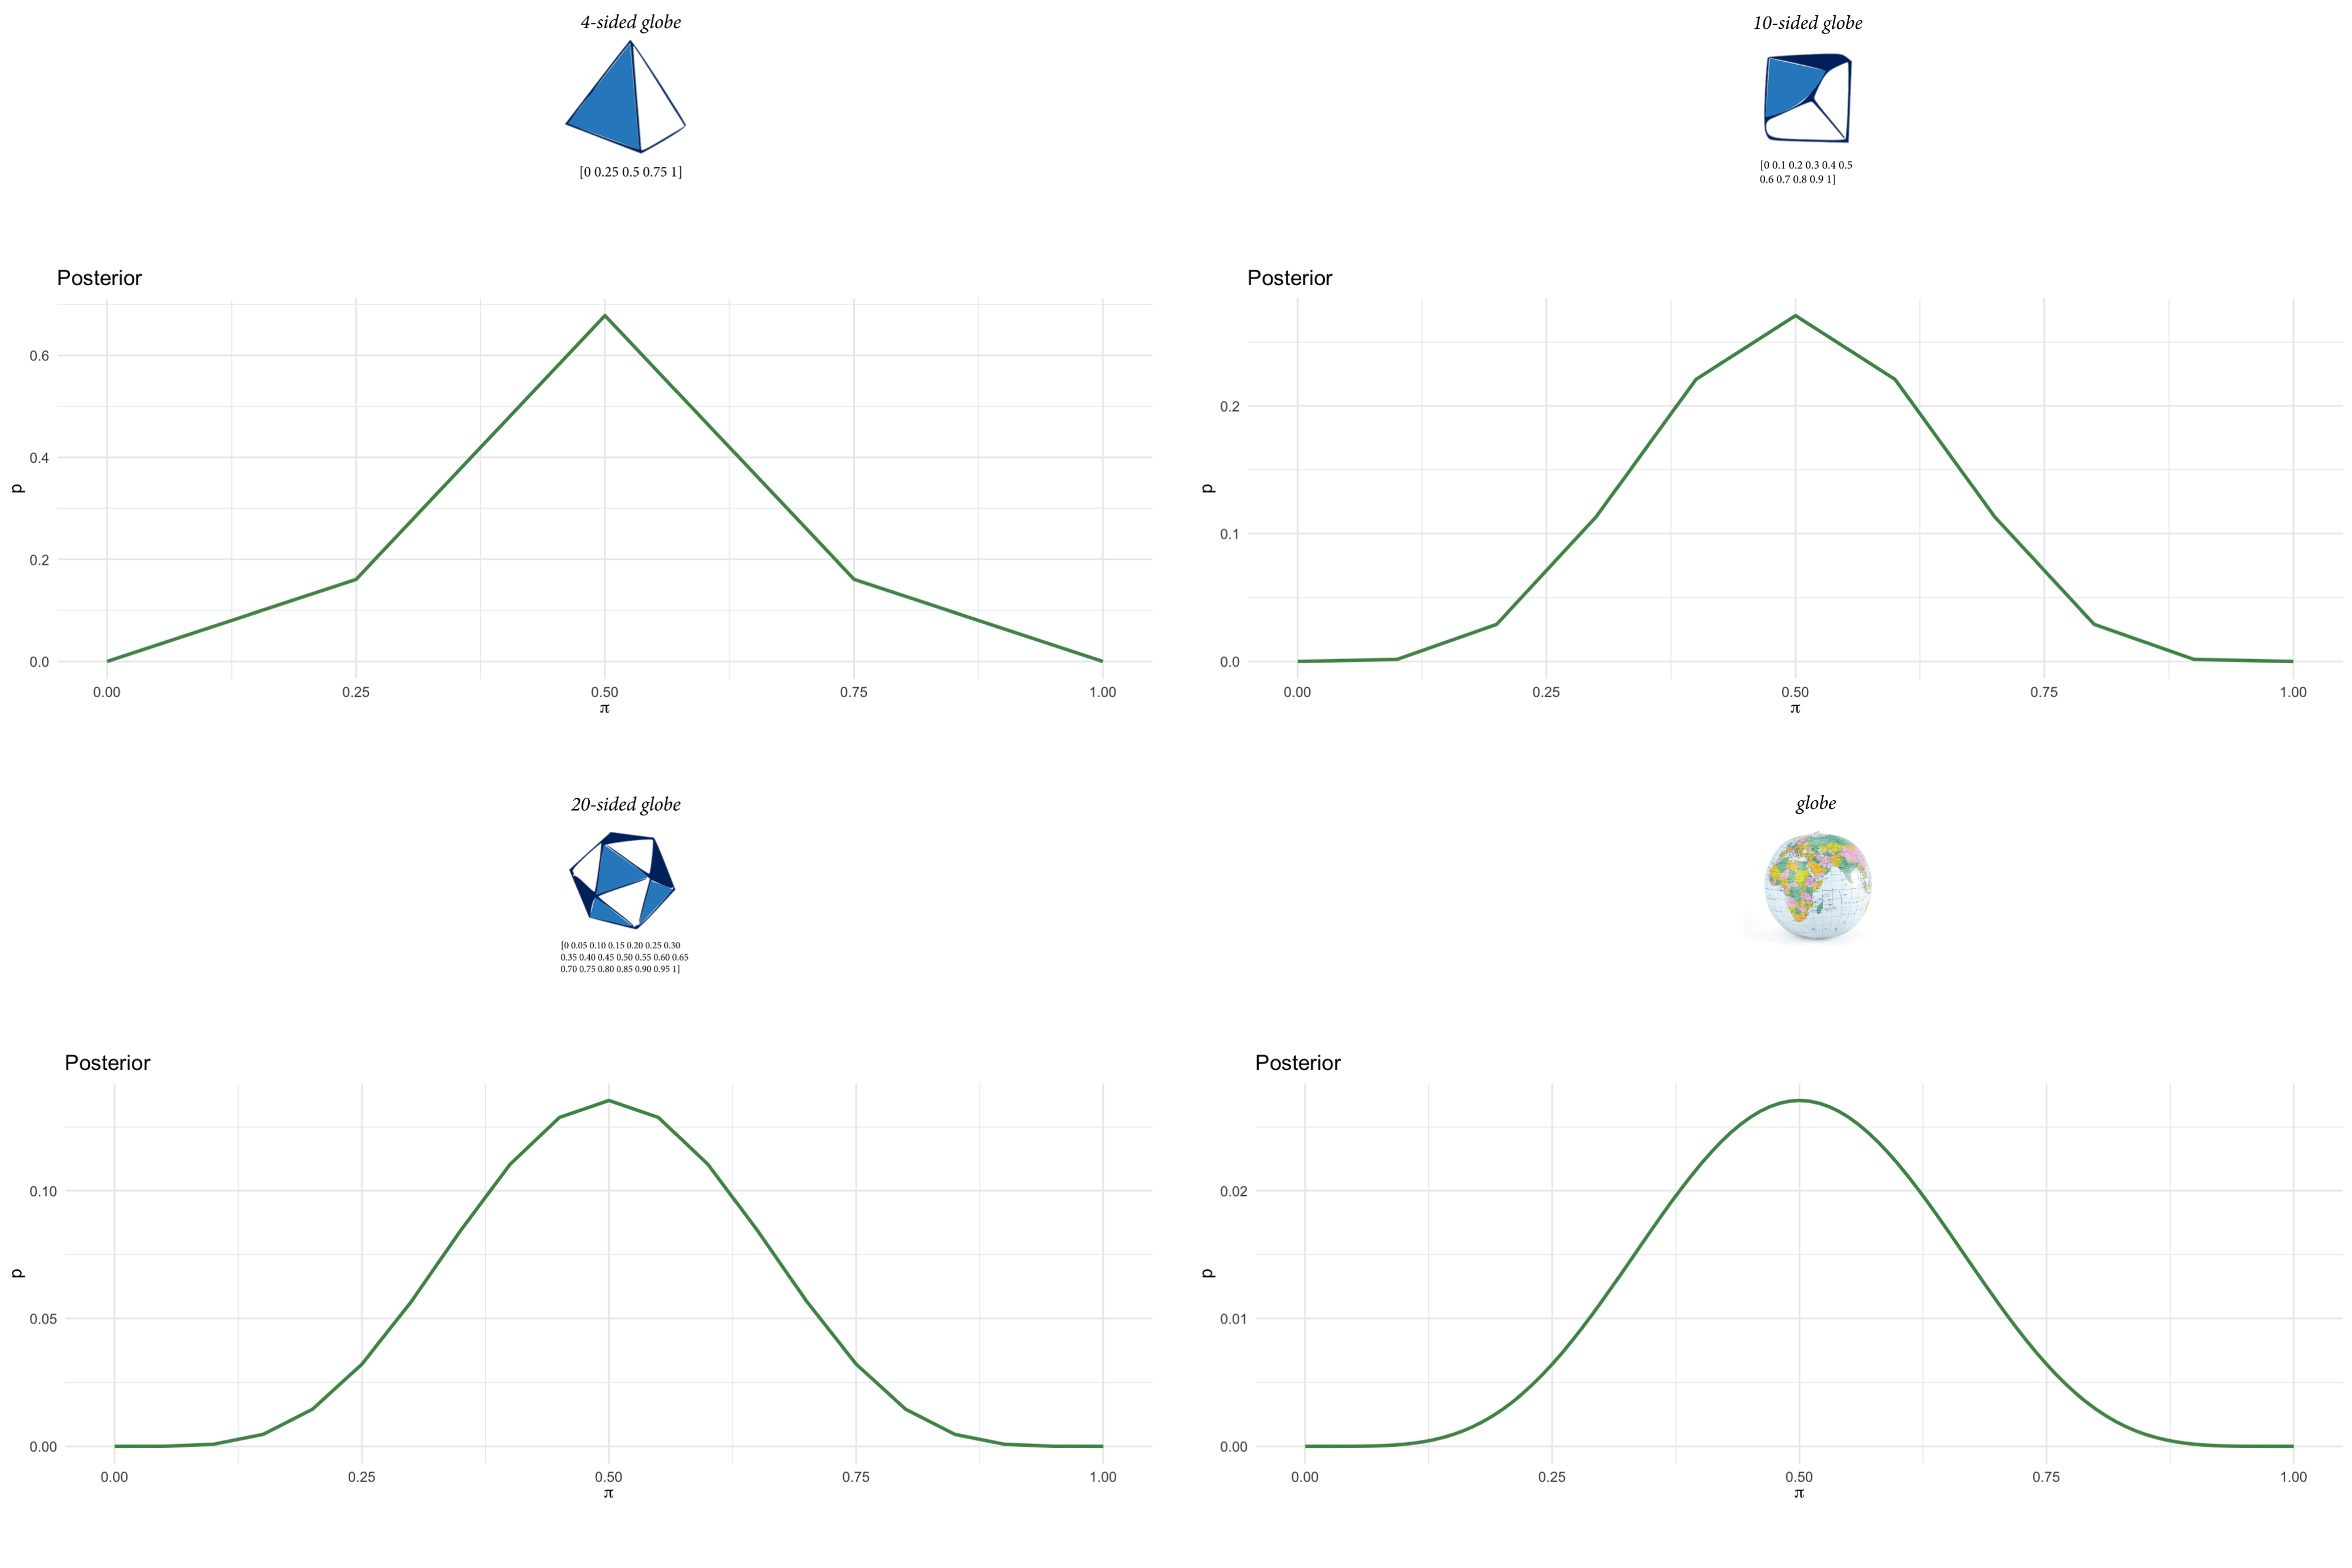 4-sided globe
[0 0.25 0.5 0.75 1]
10-sided globe
[0 0.1 0.2 0.3 0.4 0.5
0.6 0.7 0.8 0.9 1]
Posterior
0.6
0.4
0.2
0.0
p
0.00 0.25 0.50 0.75 1.00
π
Posterior
0.2
0.1
0.0
p
0.00 0.25 0.50 0.75 1.00
π
20-sided globe
[0 0.05 0.10 0.15 0.20 0.25 0.30
0.35 0.40 0.45 0.50 0.55 0.60 0.65
0.70 0.75 0.80 0.85 0.90 0.95 1]
globe
Posterior
0.10
0.05
0.00
p
0.00 0.25 0.50 0.75 1.00
π
Posterior
0.02
0.01
0.00
p
0.00 0.25 0.50 0.75 1.00
π